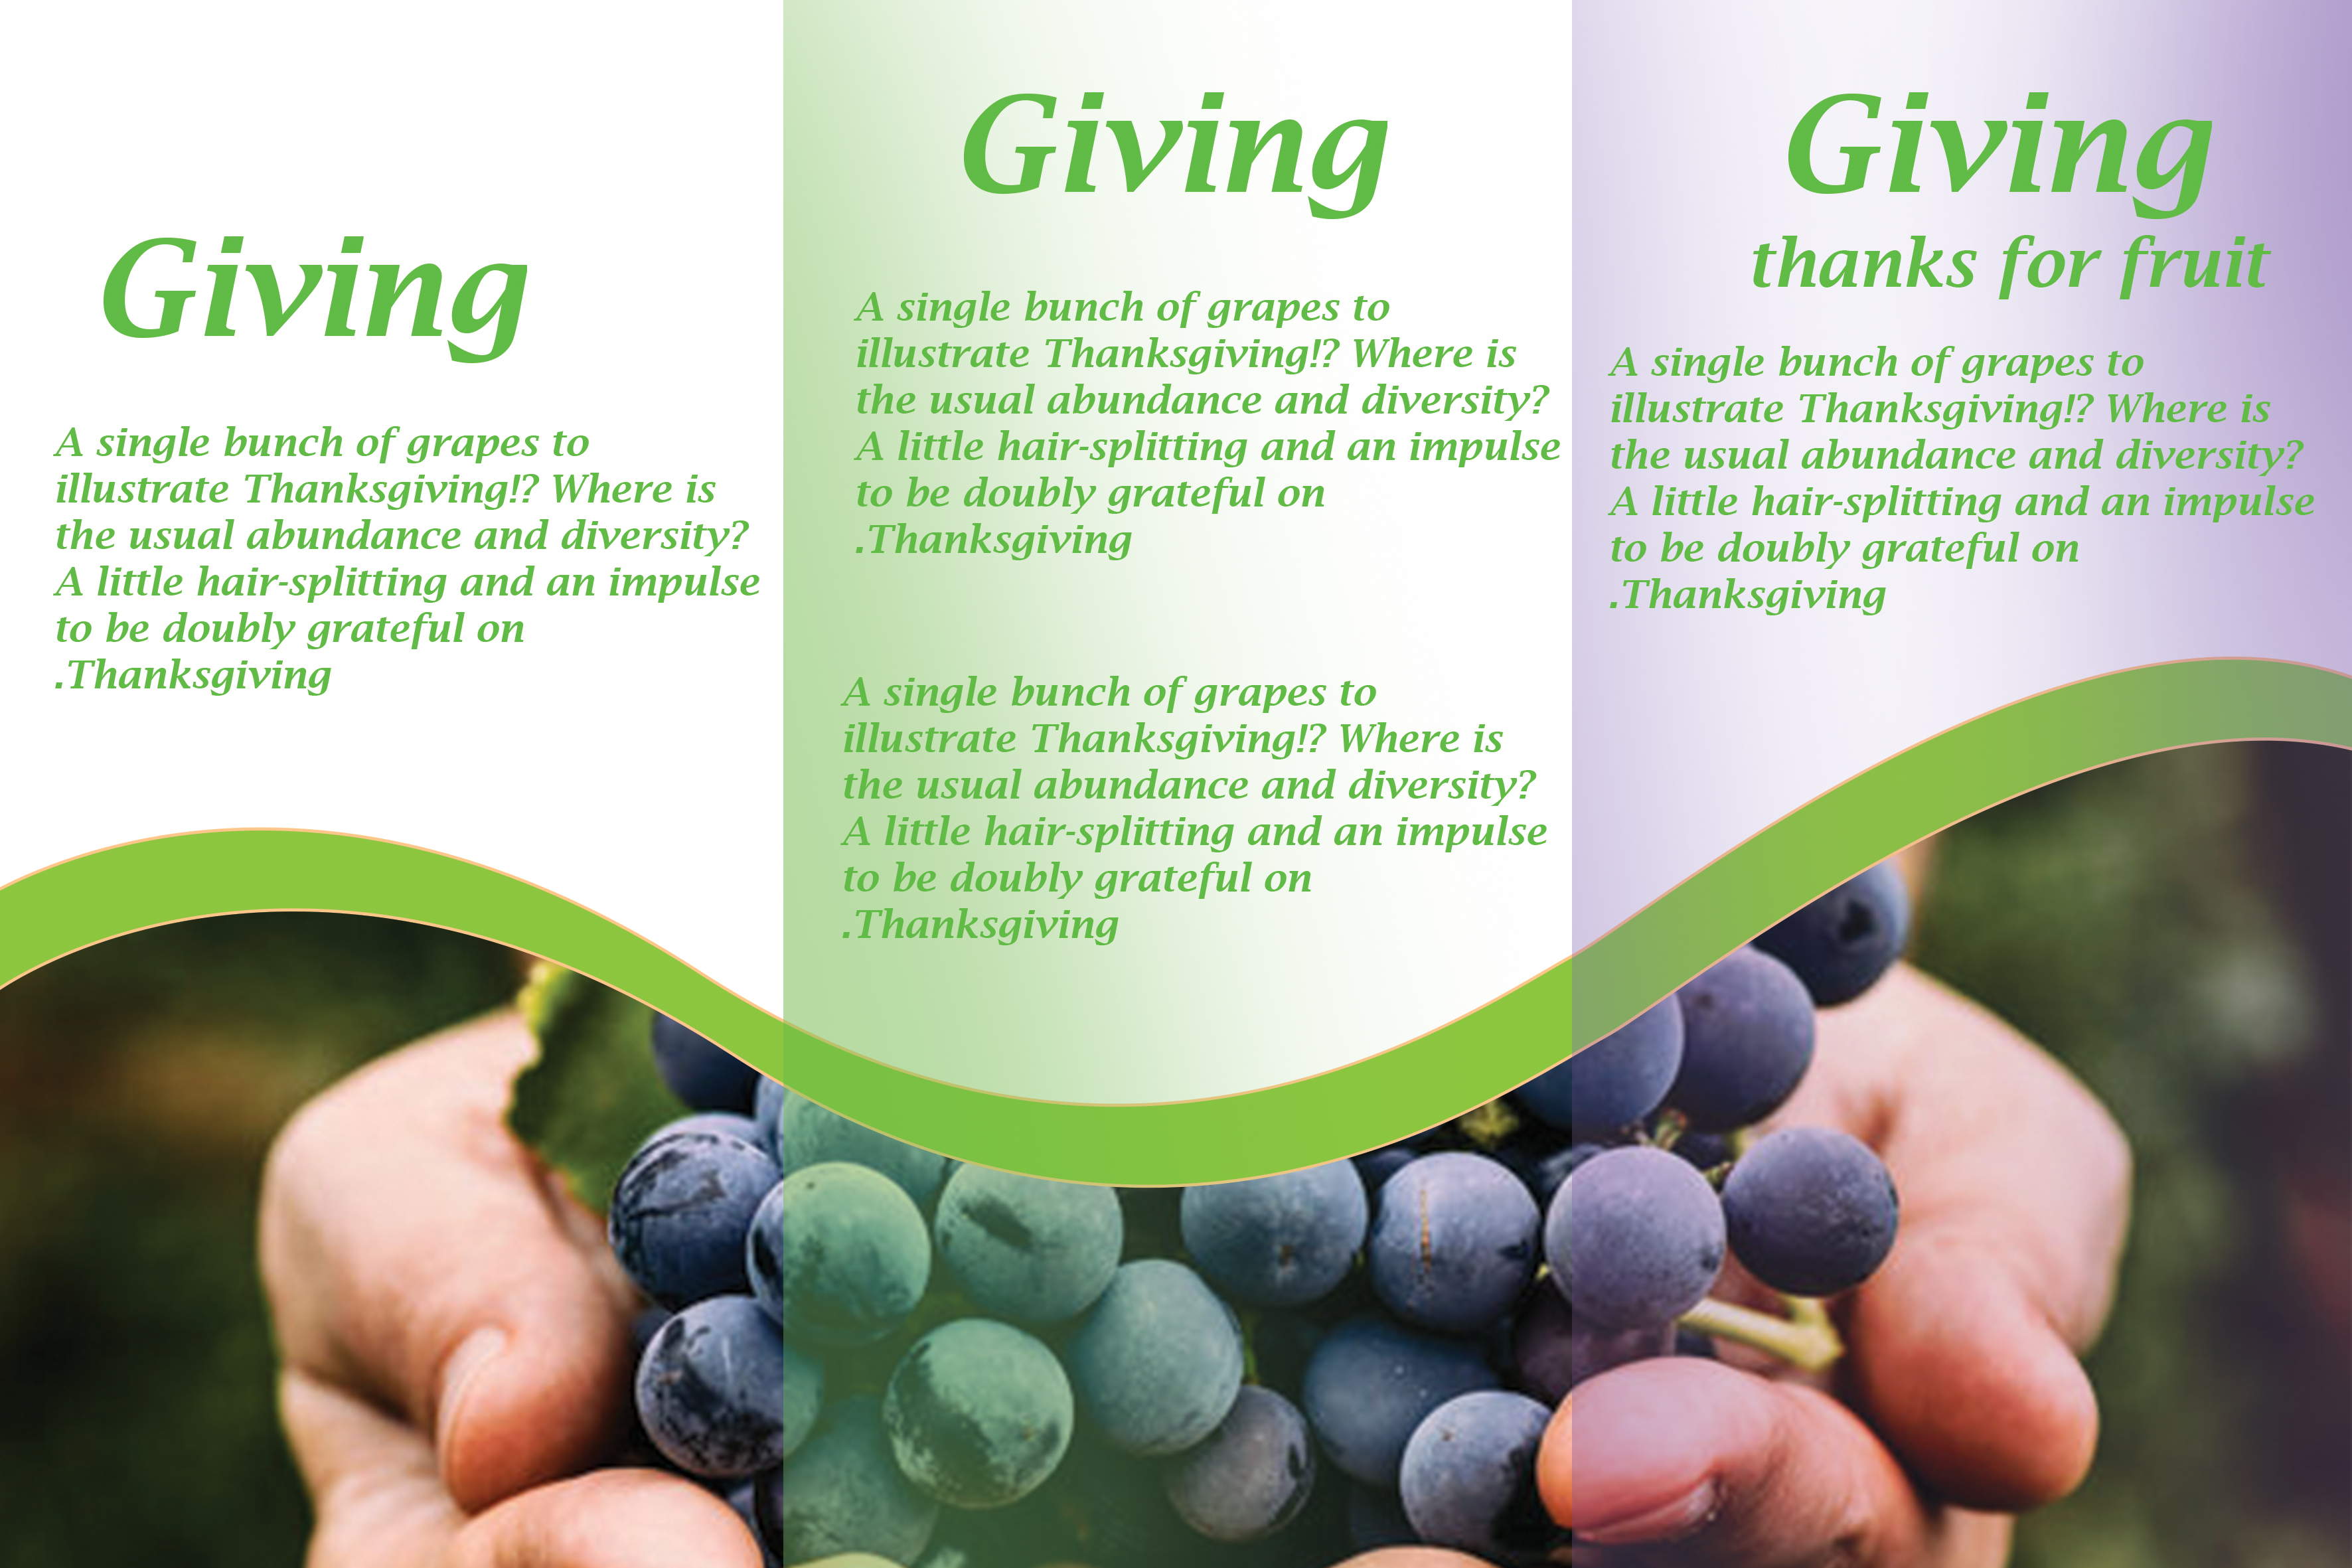 Giving
A single bunch of grapes to
illustrate Thanksgiving!? Where is
the usual abundance and diversity?
A little hair-splitting and an impulse
to be doubly grateful on
.Thanksgiving
Giving
A single bunch of grapes to
illustrate Thanksgiving!? Where is
the usual abundance and diversity?
A little hair-splitting and an impulse
to be doubly grateful on
.Thanksgiving
A single bunch of grapes to
illustrate Thanksgiving!? Where is
the usual abundance and diversity?
A little hair-splitting and an impulse
to be doubly grateful on
.Thanksgiving
Giving
thanks for fruit
A single bunch of grapes to
illustrate Thanksgiving!? Where is
the usual abundance and diversity?
A little hair-splitting and an impulse
to be doubly grateful on
.Thanksgiving